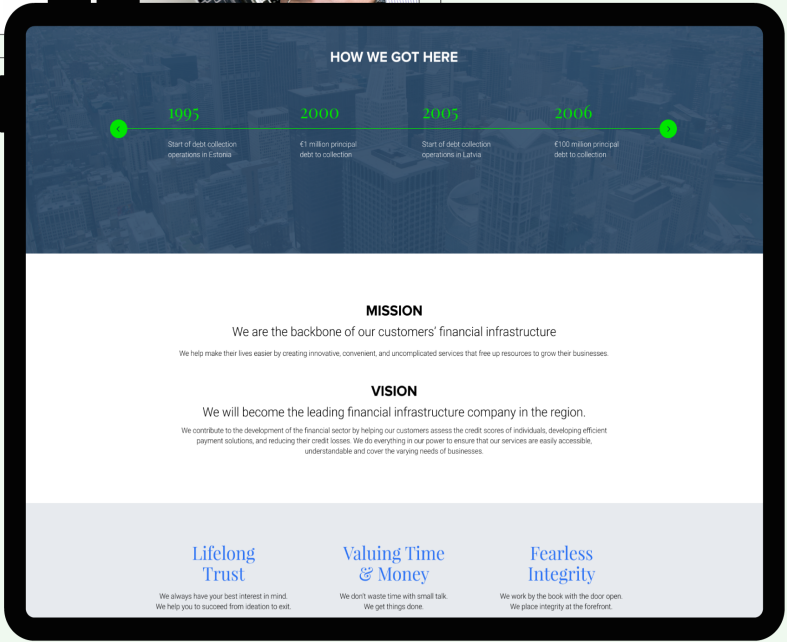 HOW WE GOT HERE
1995
2000
2005
2006
Start of debt collection
operations in Estonia
€1 million principal
debt to collection
Start of debt collection
operations in Latvia
€100 million principal
debt to collection
MISSION
We are the backbone of our customers' financial infrastructure
We help make their lives easier by creating innovative, convenient, and uncomplicated services that free up resources to grow their businesses.
VISION
We will become the leading financial infrastructure company in the region.
We contribute to the development of the financial sector by helping our customers assess the credit scores of individuals, developing efficient
payment solutions, and reducing their credit losses. We do everything in our power to ensure that our services are easily accessible,
understandable and cover the varying needs of businesses.
Lifelong
Trust
We always have your best interest in mind.
We help you to succeed from ideation to exit.
Valuing Time
& Money
We don't waste time with small talk.
We get things done.
Fearless
Integrity
We work by the book with the door open.
We place integrity at the forefront.